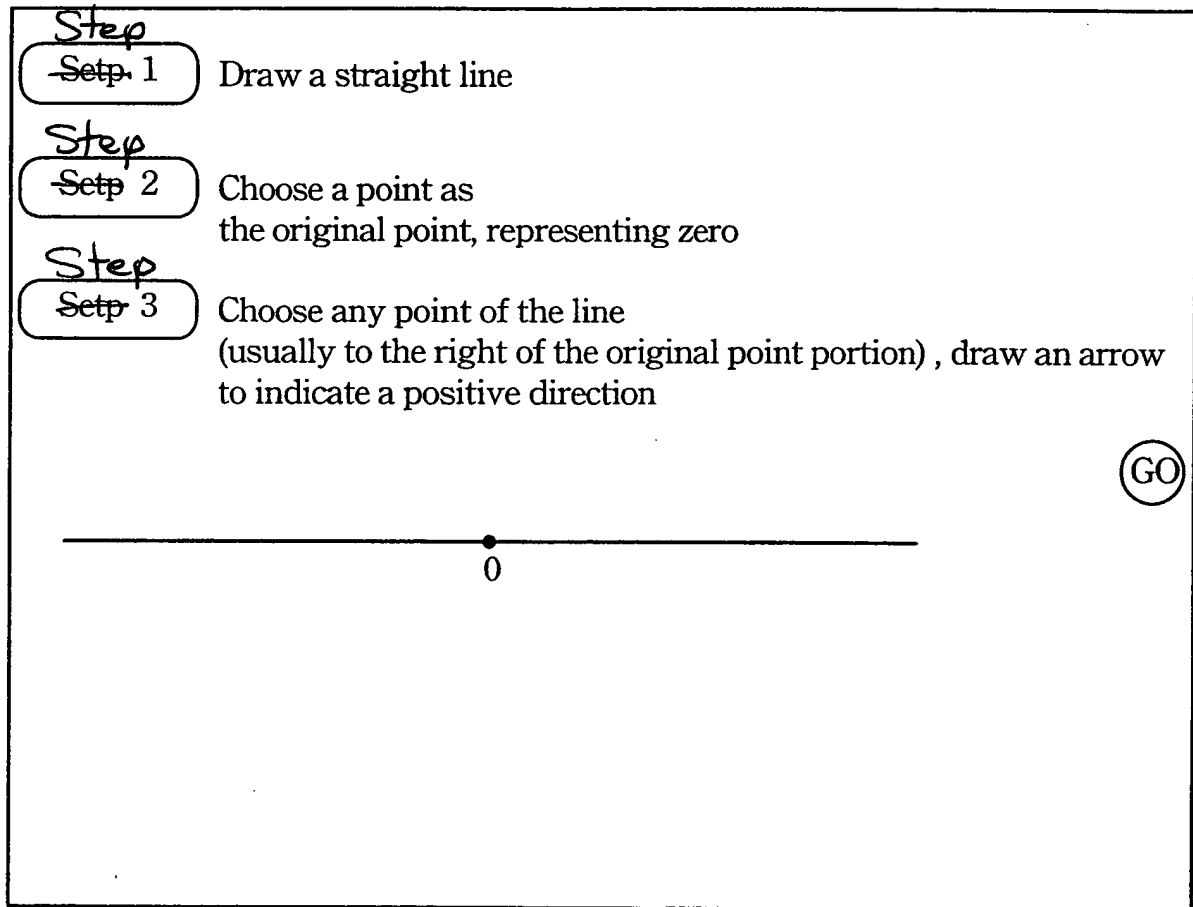 Step
Setp 1 Draw a straight line
Step
Setp 2 Choose a point as
the original point, representing zero
Step
Setp 3 Choose any point of the line
(usually to the right of the original point portion) , draw an arrow
to indicate a positive direction
GO
0